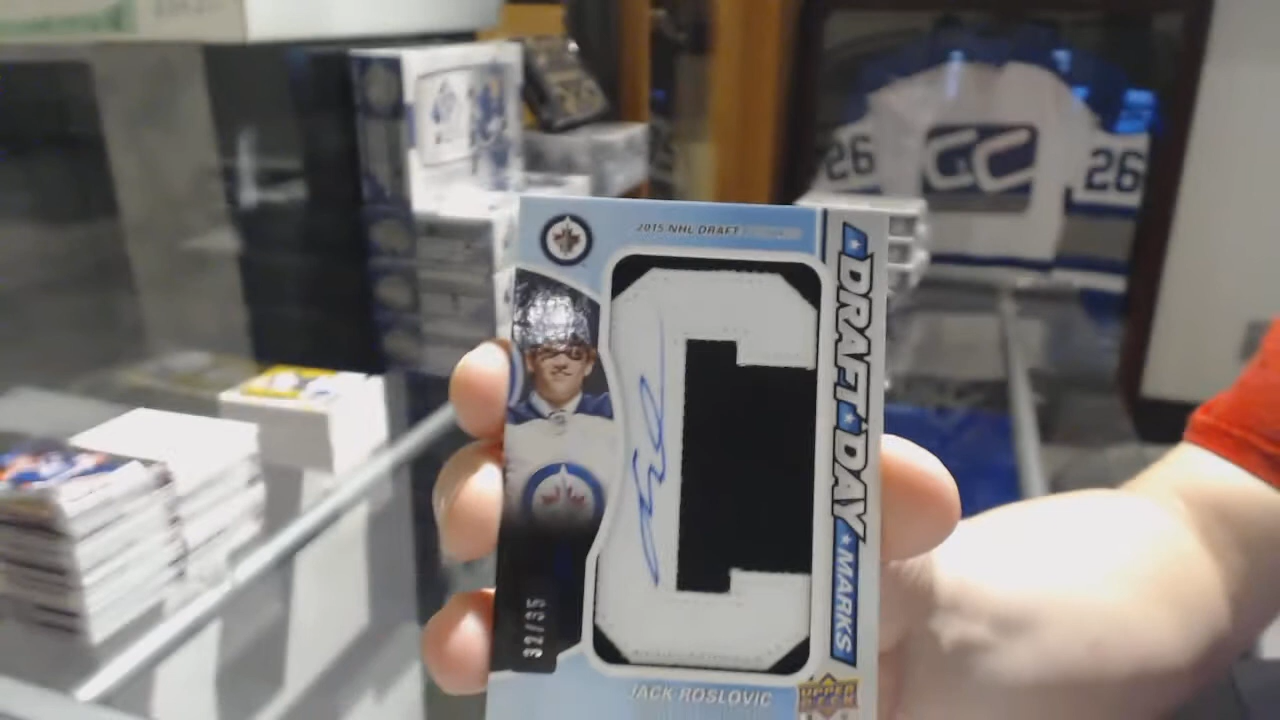 26
26
2015 NHL DRAFT
DRAFT DAY MARKS
C
32/35
JACK ROSLOVIC
UPPER DECK